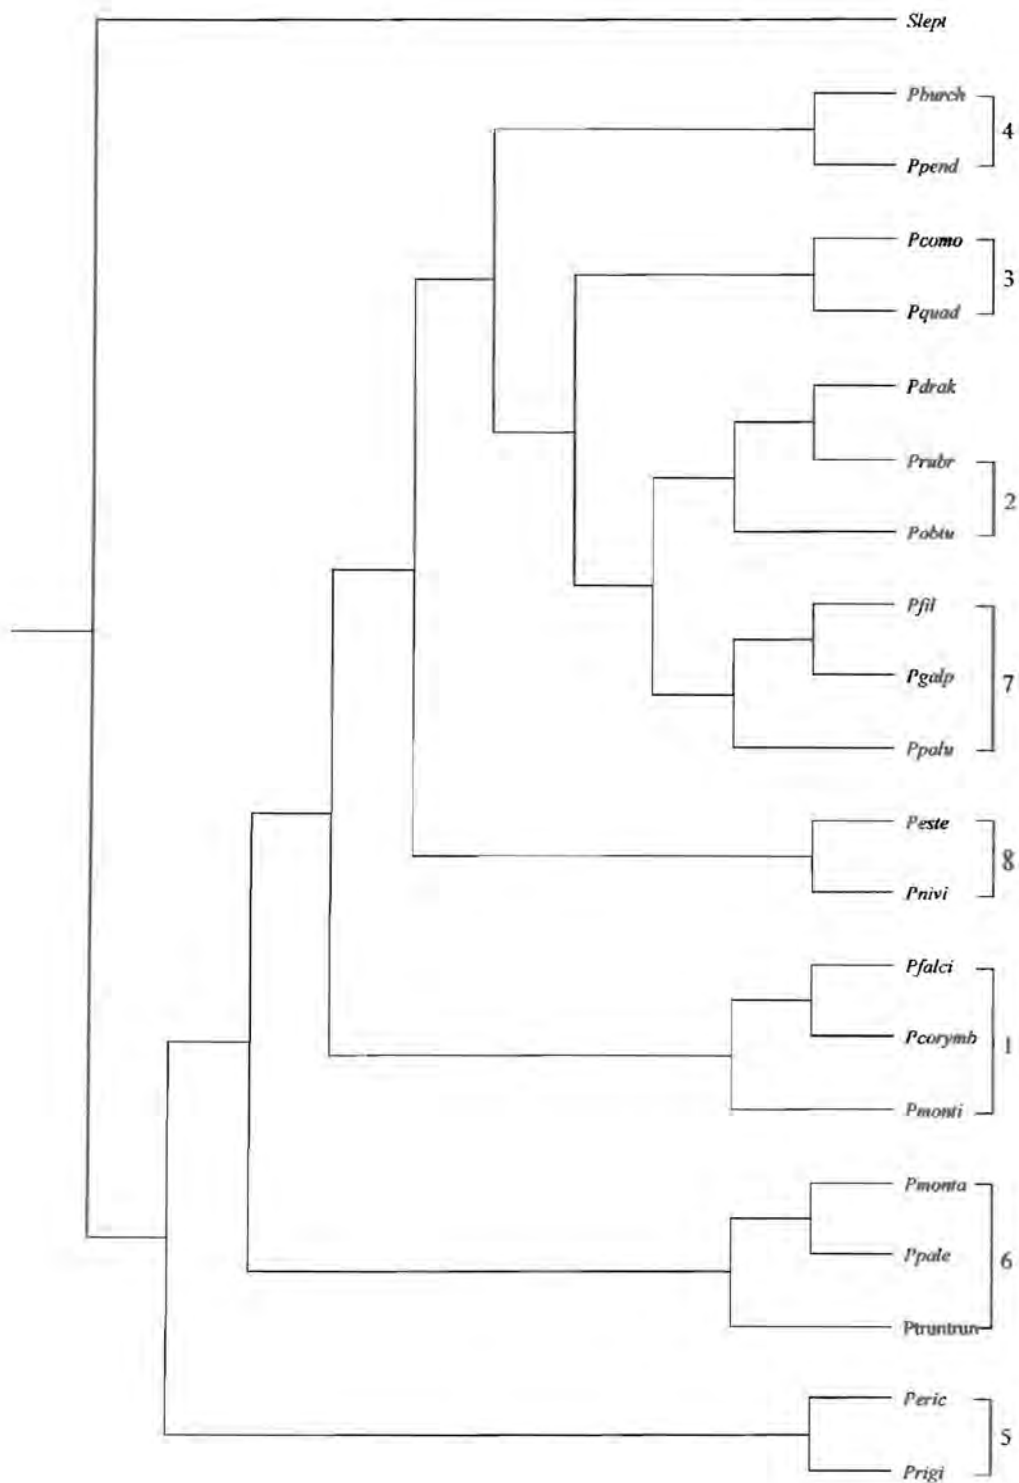 Slept
Pburch
4
Ppend
Pcomo
3
Pquad
Pdrak
Prubr
2
Pobtu
Pfil
Pgalp
7
Ppalu
Peste
8
Pnivi
Pfalci
Pcorymb
1
Pmonti
Pmonta
Ppale
6
Ptruntrun
Peric
5
Prigi